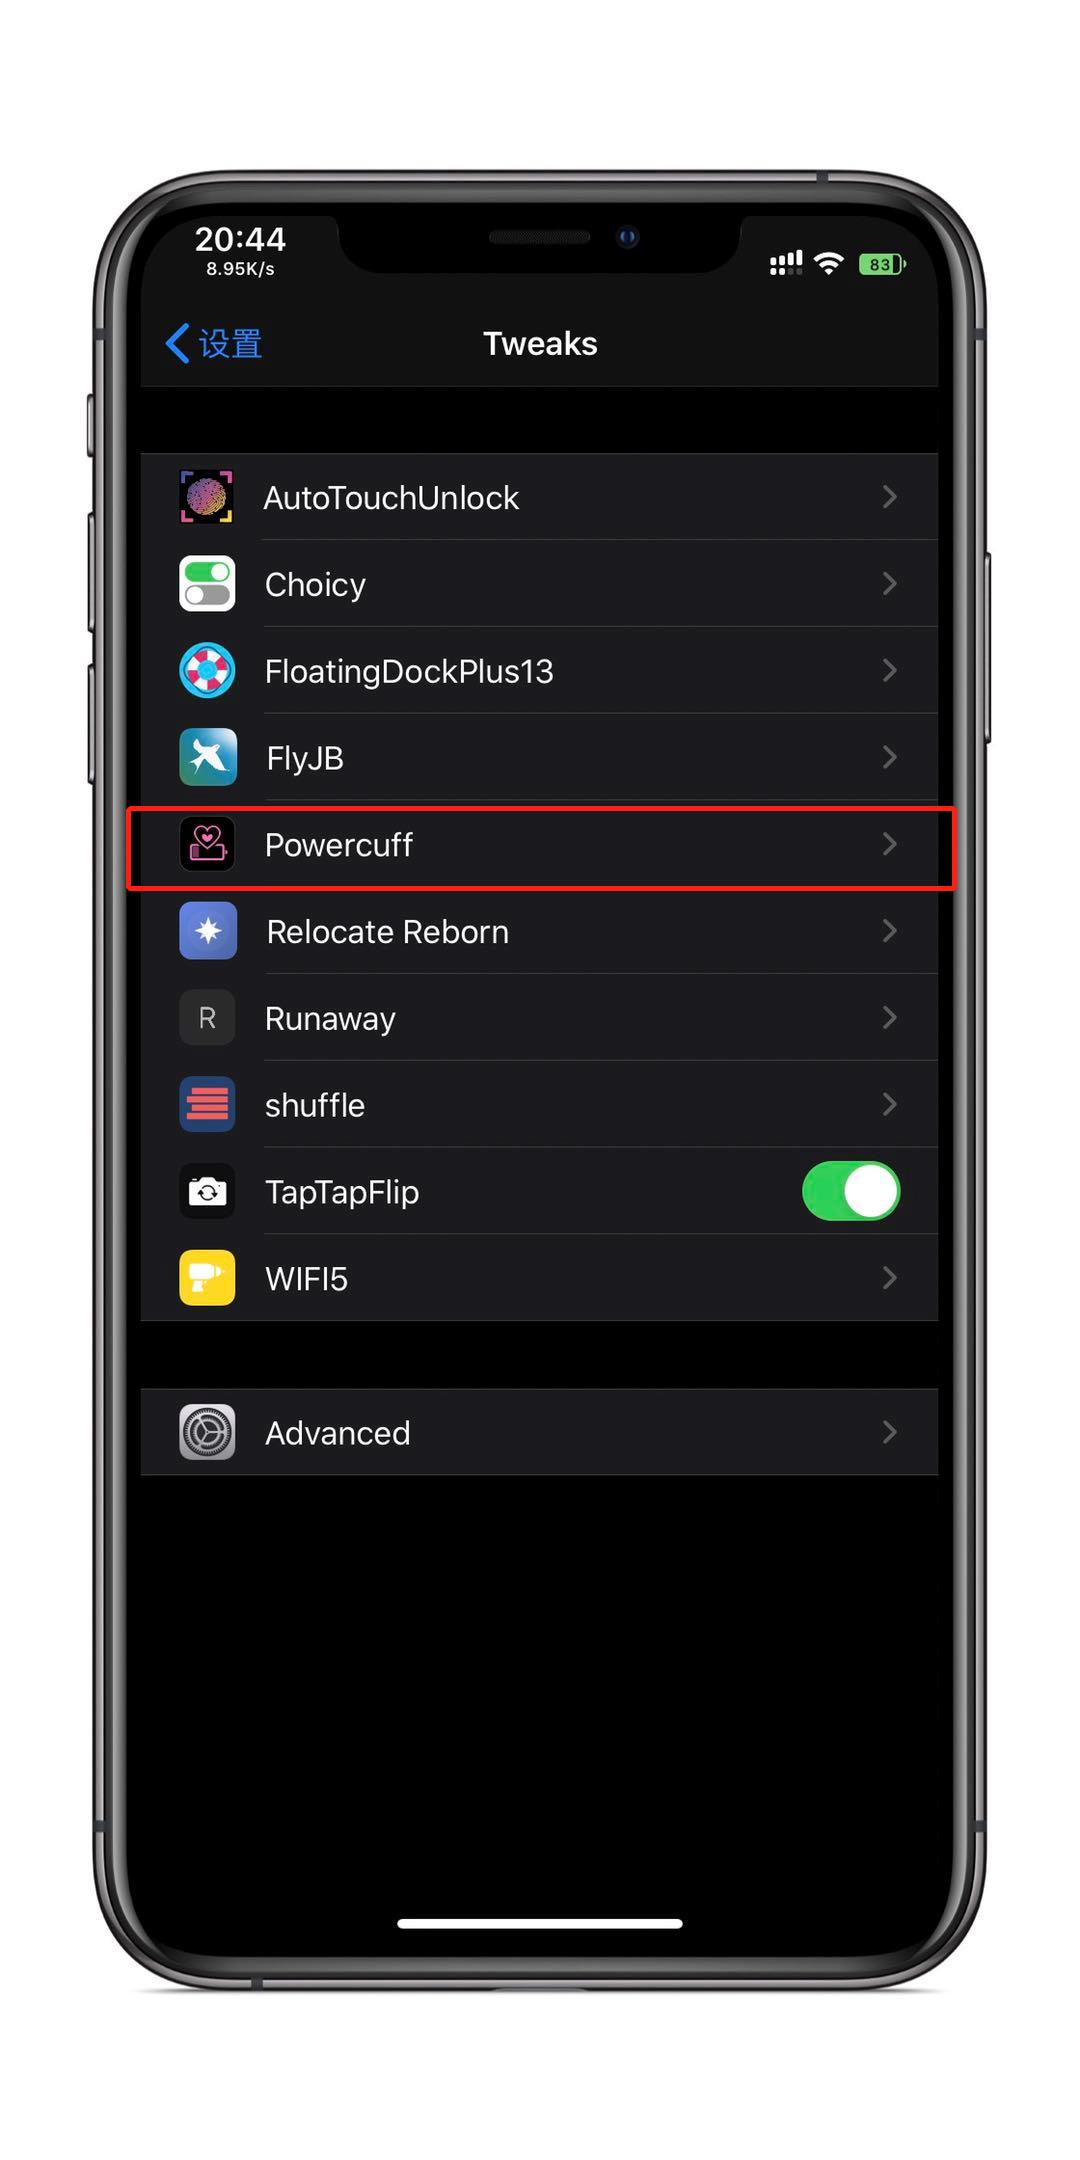 20:44
8.95K/s
83
设置
Tweaks
AutoTouchUnlock
Choicy
FloatingDockPlus13
FlyJB
Powercuff
Relocate Reborn
R
Runaway
shuffle
TapTapFlip
WIFI5
Advanced